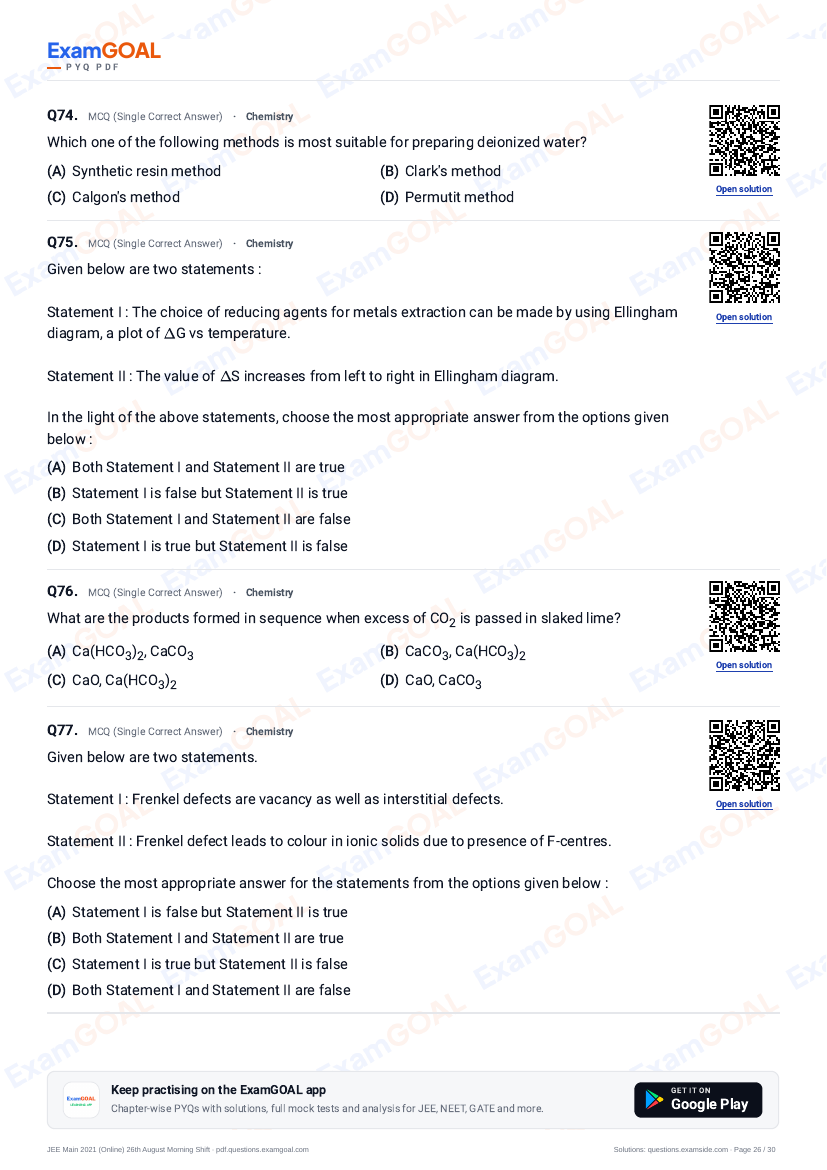 ExamGOAL
PYQ PDF
Q74. MCQ (Single Correct Answer) · Chemistry
Which one of the following methods is most suitable for preparing deionized water?
(A) Synthetic resin method
(B) Clark's method
(C) Calgon's method
(D) Permutit method
Open solution
Q75. MCQ (Single Correct Answer) · Chemistry
Given below are two statements :
Statement I : The choice of reducing agents for metals extraction can be made by using Ellingham
diagram, a plot of ΔG vs temperature.
Statement II : The value of ΔS increases from left to right in Ellingham diagram.
In the light of the above statements, choose the most appropriate answer from the options given
below :
(A) Both Statement I and Statement II are true
(B) Statement I is false but Statement II is true
(C) Both Statement I and Statement II are false
(D) Statement I is true but Statement II is false
Open solution
Q76. MCQ (Single Correct Answer) · Chemistry
What are the products formed in sequence when excess of CO₂ is passed in slaked lime?
(A) Ca(HCO₃)₂, CaCO₃
(B) CaCO₃, Ca(HCO₃)₂
(C) CaO, Ca(HCO₃)₂
(D) CaO, CaCO₃
Open solution
Q77. MCQ (Single Correct Answer) · Chemistry
Given below are two statements.
Statement I : Frenkel defects are vacancy as well as interstitial defects.
Statement II : Frenkel defect leads to colour in ionic solids due to presence of F-centres.
Choose the most appropriate answer for the statements from the options given below :
(A) Statement I is false but Statement II is true
(B) Both Statement I and Statement II are true
(C) Statement I is true but Statement II is false
(D) Both Statement I and Statement II are false
Open solution
ExamGOAL
Keep practising on the ExamGOAL app
Chapter-wise PYQs with solutions, full mock tests and analysis for JEE, NEET, GATE and more.
GET IT ON
Google Play
JEE Main 2021 (Online) 26th August Morning Shift · pdf.questions.examgoal.com
Solutions: questions.examside.com · Page 26 / 30